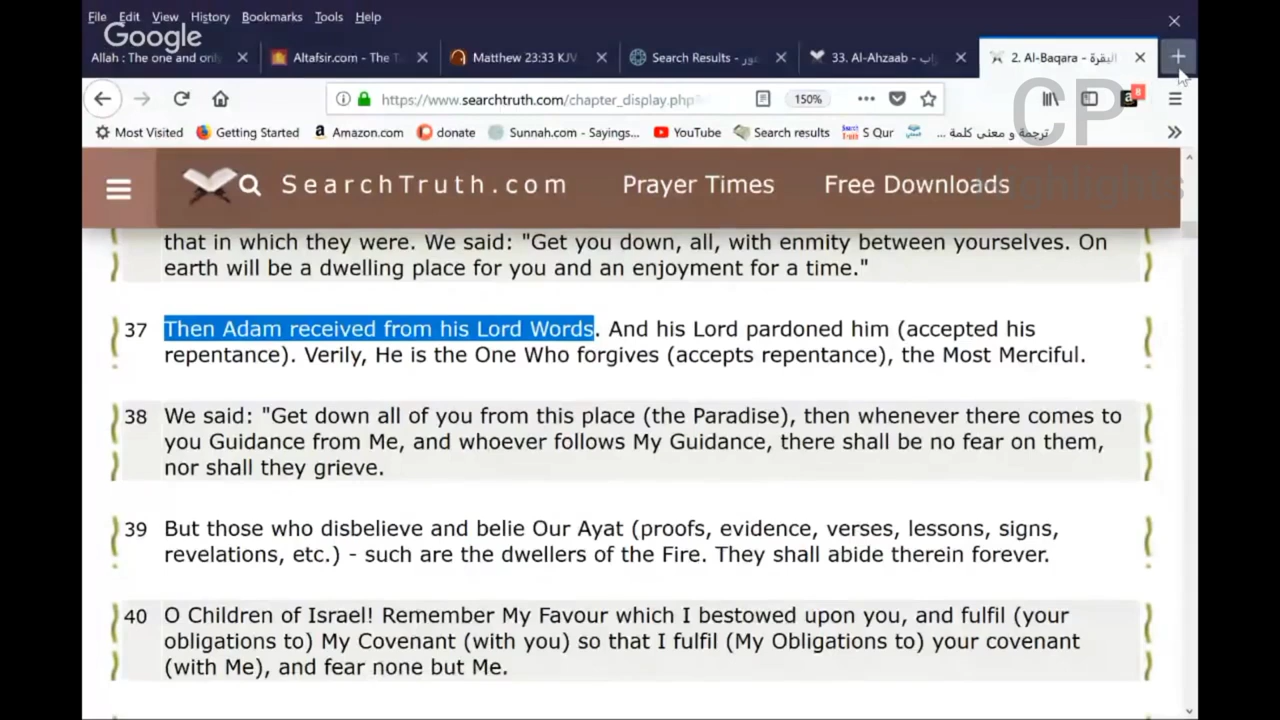 File Edit View History Bookmarks Tools Help
Google
Allah : The one and only
Altafsir.com - The T
Matthew 23:33 KJV
Search Results -
33. Al-Ahzaab -
2. Al-Baqara - البقرة
https://www.searchtruth.com/chapter_display.php?
150%
CP
8
Most Visited Getting Started Amazon.com donate Sunnah.com - Sayings... YouTube Search results S Qur ترجمة و معنى كلمة ...
SearchTruth.com Prayer Times Free Downloads
Highlights
that in which they were. We said: "Get you down, all, with enmity between yourselves. On
earth will be a dwelling place for you and an enjoyment for a time."
37 Then Adam received from his Lord Words. And his Lord pardoned him (accepted his
repentance). Verily, He is the One Who forgives (accepts repentance), the Most Merciful.
38 We said: "Get down all of you from this place (the Paradise), then whenever there comes to
you Guidance from Me, and whoever follows My Guidance, there shall be no fear on them,
nor shall they grieve.
39 But those who disbelieve and belie Our Ayat (proofs, evidence, verses, lessons, signs,
revelations, etc.) - such are the dwellers of the Fire. They shall abide therein forever.
40 O Children of Israel! Remember My Favour which I bestowed upon you, and fulfil (your
obligations to) My Covenant (with you) so that I fulfil (My Obligations to) your covenant
(with Me), and fear none but Me.